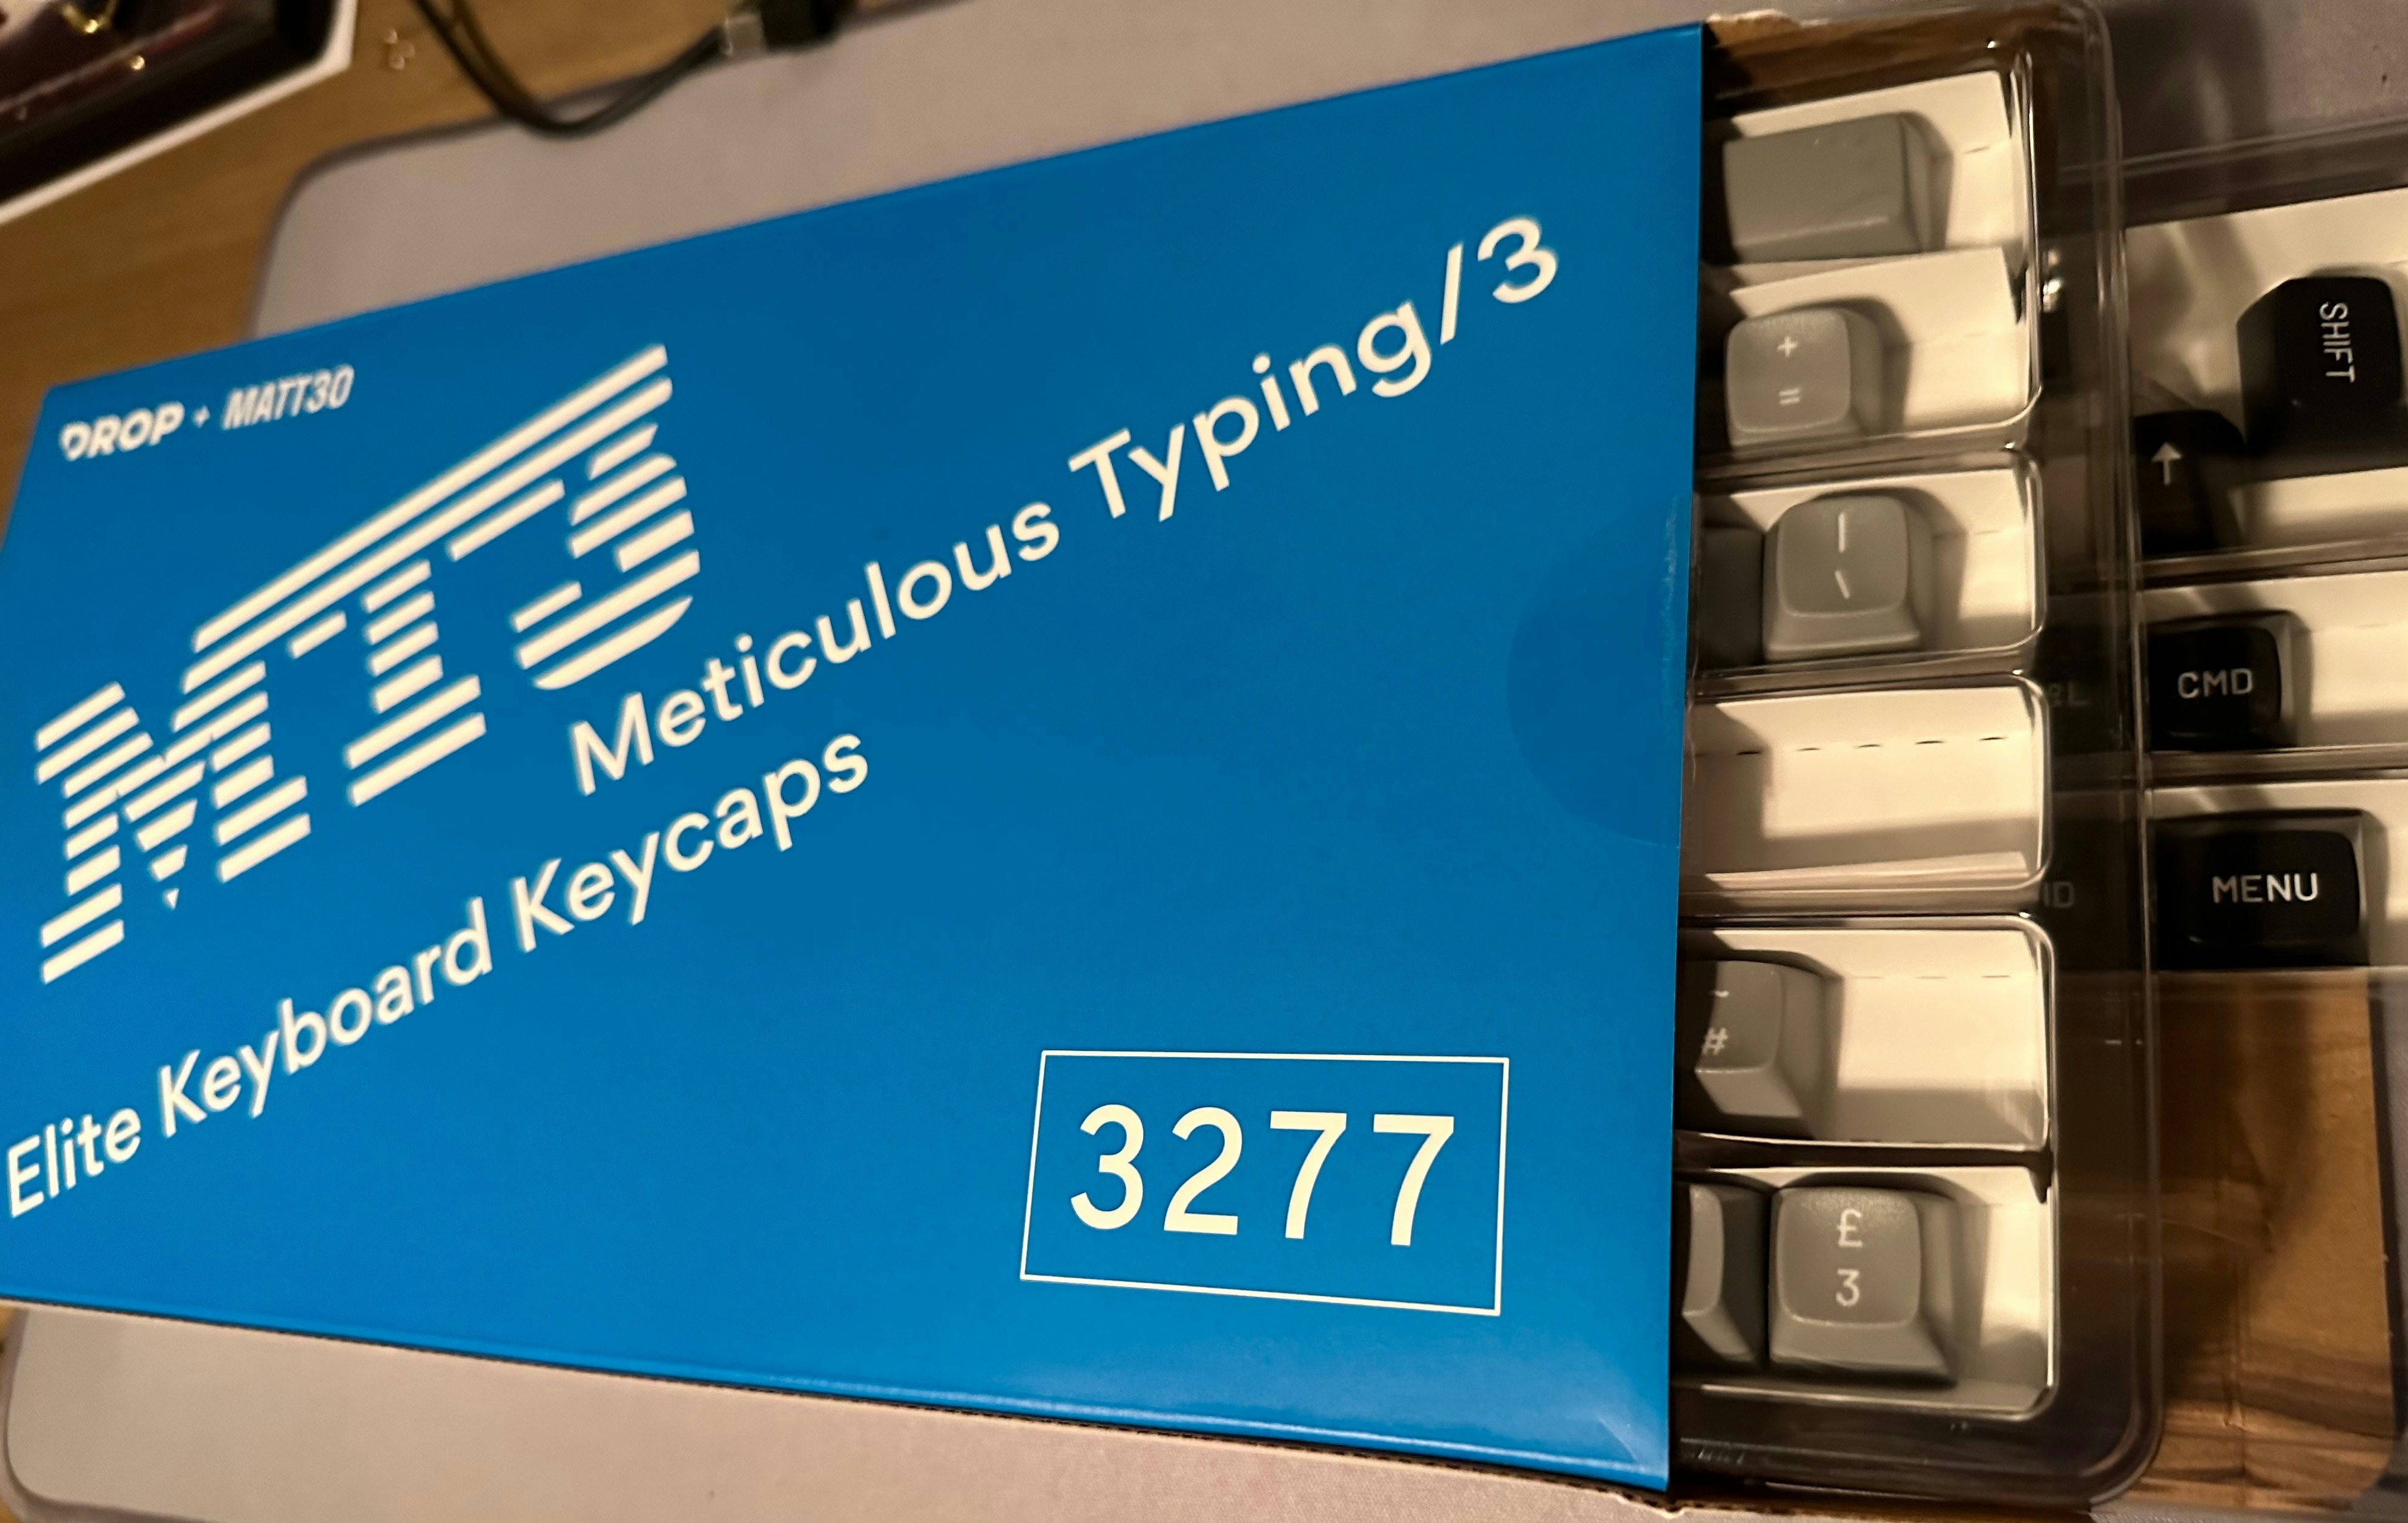 DROP + MATT30
MT3
Meticulous Typing/3
Elite Keyboard Keycaps
3277
+
=
|
\
~
#
£
3
SHIFT
↑
CMD
MENU